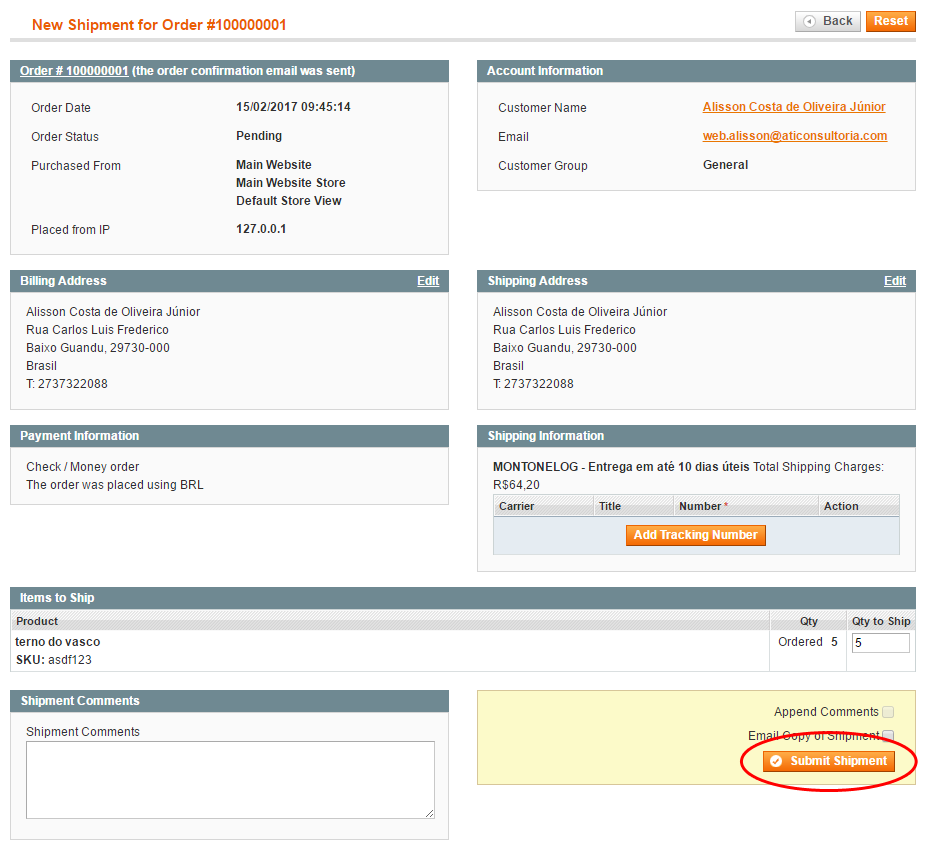 New Shipment for Order #100000001
Back
Reset
Order # 100000001 (the order confirmation email was sent)
Order Date 15/02/2017 09:45:14
Order Status Pending
Purchased From Main Website
Main Website Store
Default Store View
Placed from IP 127.0.0.1
Account Information
Customer Name Alisson Costa de Oliveira Júnior
Email web.alisson@aticonsultoria.com
Customer Group General
Billing Address Edit
Alisson Costa de Oliveira Júnior
Rua Carlos Luis Frederico
Baixo Guandu, 29730-000
Brasil
T: 2737322088
Shipping Address Edit
Alisson Costa de Oliveira Júnior
Rua Carlos Luis Frederico
Baixo Guandu, 29730-000
Brasil
T: 2737322088
Payment Information
Check / Money order
The order was placed using BRL
Shipping Information
MONTONELOG - Entrega em até 10 dias úteis Total Shipping Charges:
R$64,20
Carrier Title Number * Action
Add Tracking Number
Items to Ship
Product Qty Qty to Ship
terno do vasco Ordered 5 5
SKU: asdf123
Shipment Comments
Shipment Comments
Append Comments
Email Copy of Shipment
Submit Shipment